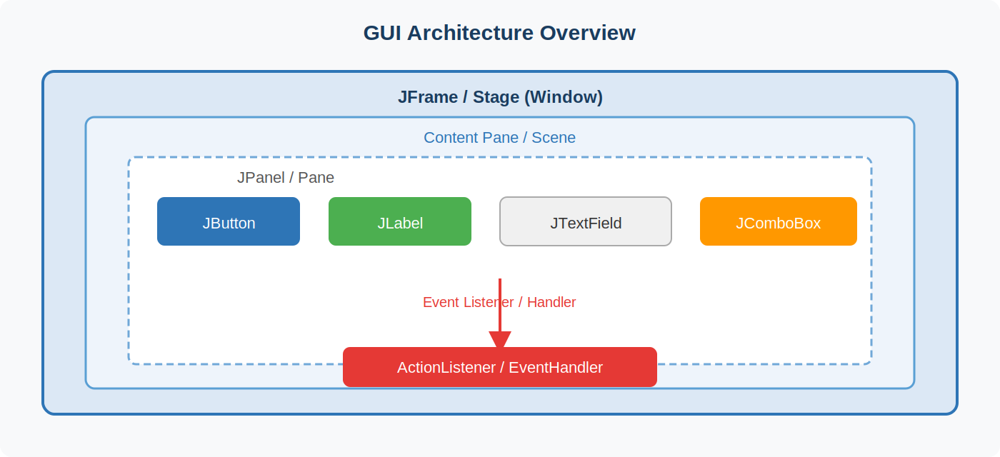 GUI Architecture Overview
JFrame / Stage (Window)
Content Pane / Scene
JPanel / Pane
JButton
JLabel
JTextField
JComboBox
Event Listener / Handler
ActionListener / EventHandler